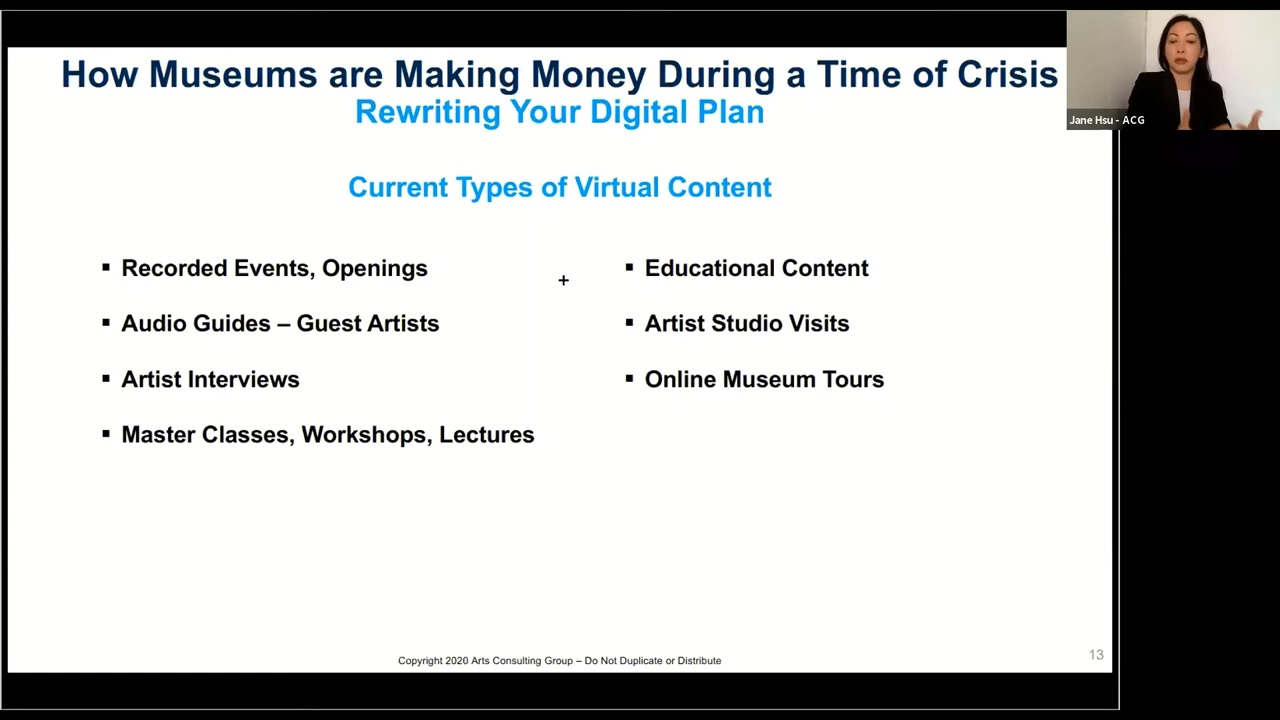 How Museums are Making Money During a Time of Crisis
Rewriting Your Digital Plan
Jane Hsu - ACG
Current Types of Virtual Content
▪ Recorded Events, Openings
▪ Audio Guides – Guest Artists
▪ Artist Interviews
▪ Master Classes, Workshops, Lectures
▪ Educational Content
▪ Artist Studio Visits
▪ Online Museum Tours
Copyright 2020 Arts Consulting Group – Do Not Duplicate or Distribute
13